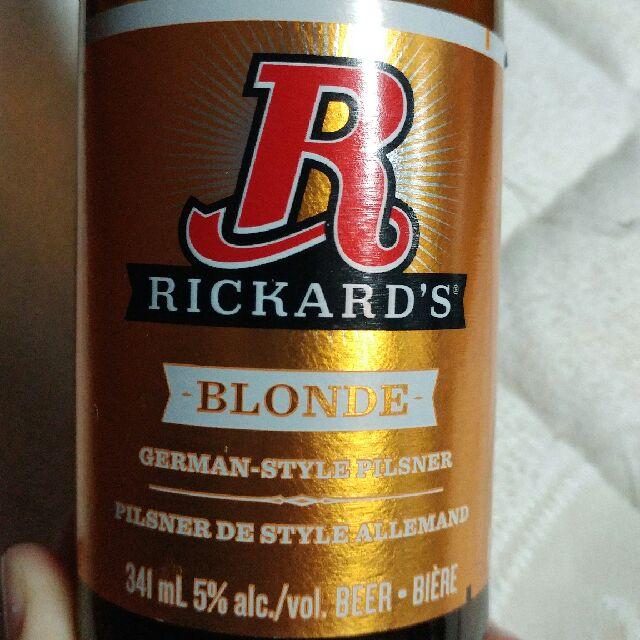 R
RICKARD'S®
-BLONDE-
GERMAN-STYLE PILSNER
PILSNER DE STYLE ALLEMAND
341 mL 5% alc./vol. BEER • BIÈRE